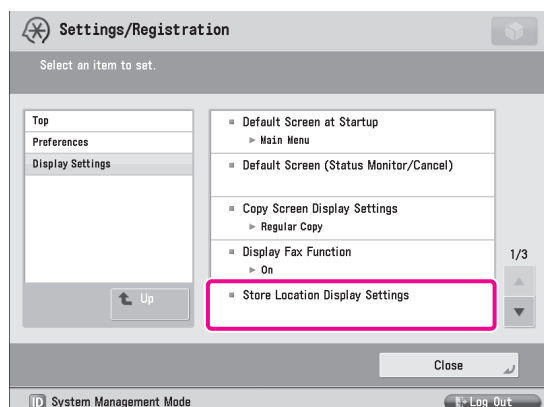 Settings/Registration
Select an item to set.
Top
Preferences
Display Settings
Up
Default Screen at Startup
Main Menu
Default Screen (Status Monitor/Cancel)
Copy Screen Display Settings
Regular Copy
Display Fax Function
On
Store Location Display Settings
1/3
Close
ID System Management Mode
Log Out